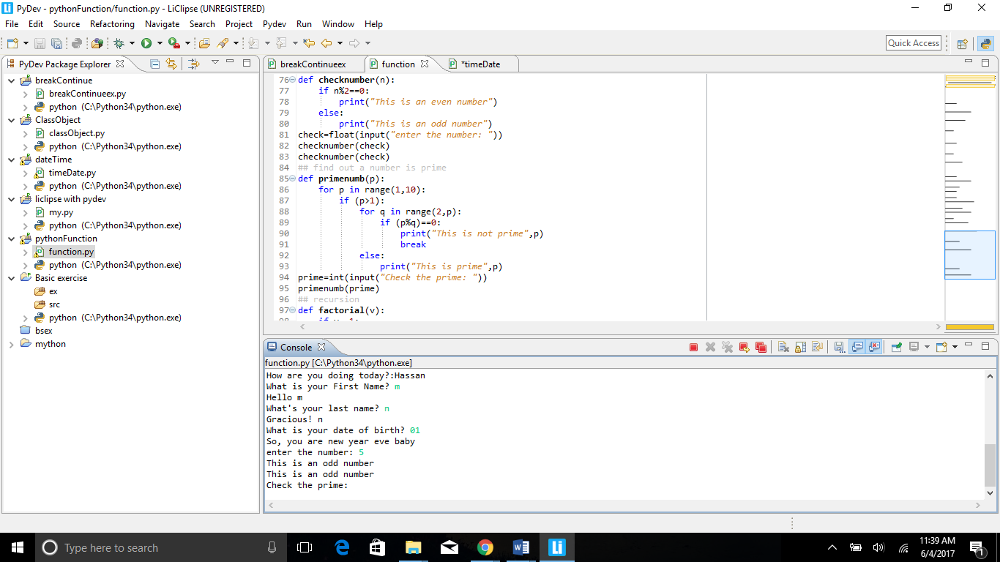 PyDev - pythonFunction/function.py - LiClipse (UNREGISTERED)
File Edit Source Refactoring Navigate Search Project Pydev Run Window Help
Quick Access
PyDev Package Explorer
breakContinue
breakContinueex.py
python (C:\Python34\python.exe)
ClassObject
classObject.py
python (C:\Python34\python.exe)
dateTime
timeDate.py
python (C:\Python34\python.exe)
liclipse with pydev
my.py
python (C:\Python34\python.exe)
pythonFunction
function.py
python (C:\Python34\python.exe)
Basic exercise
ex
src
python (C:\Python34\python.exe)
bsex
mython
breakContinueex function *timeDate
76 def checknumber(n):
77     if n%2==0:
78         print("This is an even number")
79     else:
80         print("This is an odd number")
81 check=float(input("enter the number: "))
82 checknumber(check)
83 checknumber(check)
84 ## find out a number is prime
85 def primenumb(p):
86     for p in range(1,10):
87         if (p>1):
88             for q in range(2,p):
89                 if (p%q)==0:
90                     print("This is not prime",p)
91                     break
92             else:
93                 print("This is prime",p)
94 prime=int(input("Check the prime: "))
95 primenumb(prime)
96 ## recursion
97 def factorial(v):
Console
function.py [C:\Python34\python.exe]
How are you doing today?:Hassan
What is your First Name? m
Hello m
What's your last name? n
Gracious! n
What is your date of birth? 01
So, you are new year eve baby
enter the number: 5
This is an odd number
This is an odd number
Check the prime:
Type here to search
11:39 AM
6/4/2017